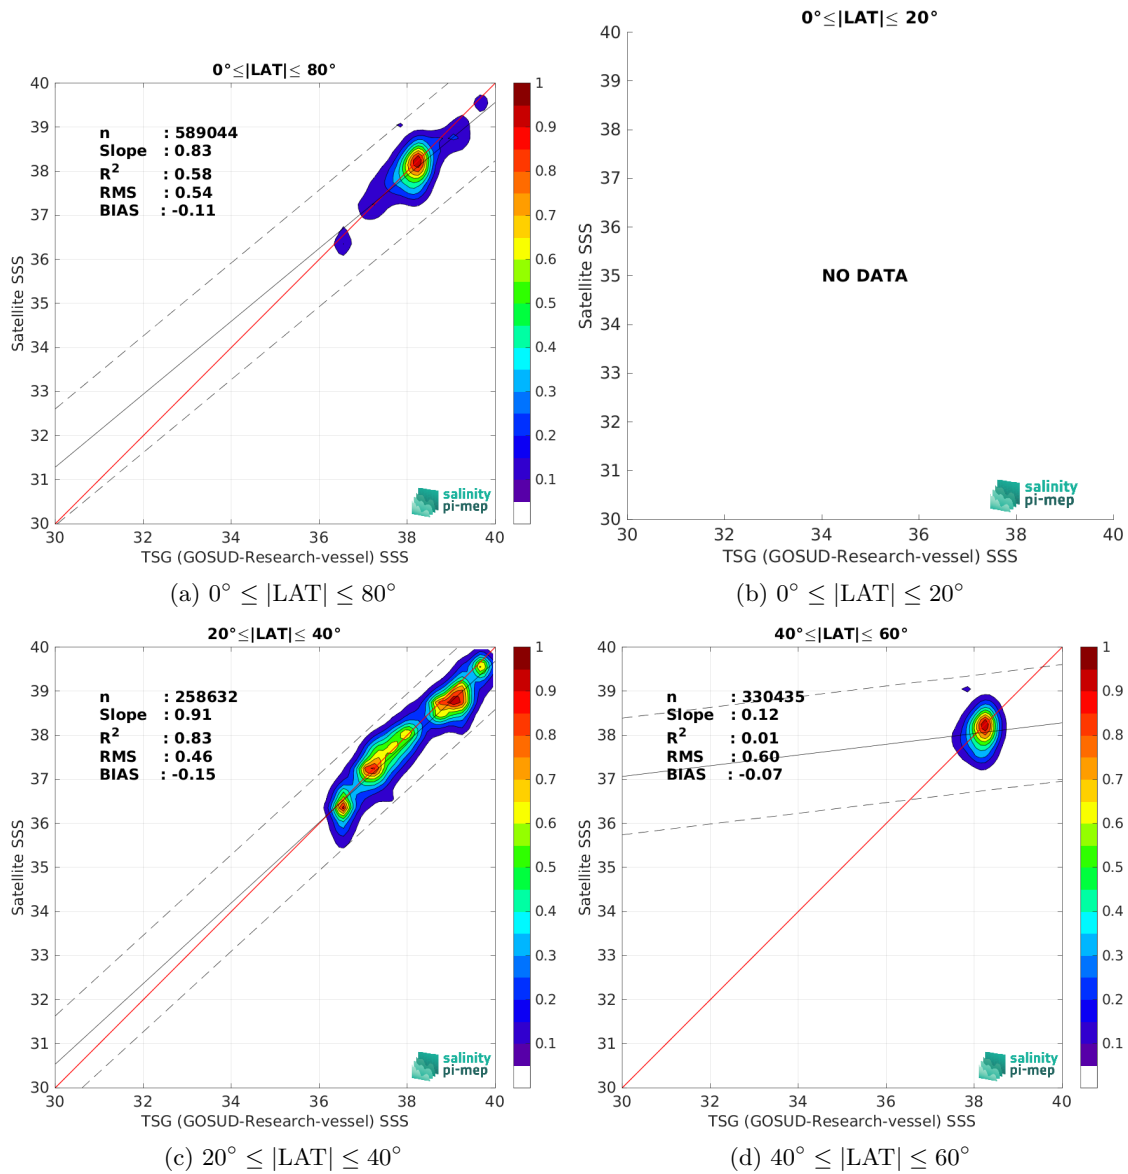 0°≤|LAT|≤ 80°
n : 589044
Slope : 0.83
R² : 0.58
RMS : 0.54
BIAS : -0.11
Satellite SSS
40
39
38
37
36
35
34
33
32
31
30
30 32 34 36 38 40
TSG (GOSUD-Research-vessel) SSS
1
0.9
0.8
0.7
0.6
0.5
0.4
0.3
0.2
0.1
salinity
pi-mep
(a) 0° ≤ |LAT| ≤ 80°
0°≤|LAT|≤ 20°
Satellite SSS
40
39
38
37
36
35
34
33
32
31
30
NO DATA
30 32 34 36 38 40
TSG (GOSUD-Research-vessel) SSS
salinity
pi-mep
(b) 0° ≤ |LAT| ≤ 20°
20°≤|LAT|≤ 40°
n : 258632
Slope : 0.91
R² : 0.83
RMS : 0.46
BIAS : -0.15
Satellite SSS
40
39
38
37
36
35
34
33
32
31
30
30 32 34 36 38 40
TSG (GOSUD-Research-vessel) SSS
1
0.9
0.8
0.7
0.6
0.5
0.4
0.3
0.2
0.1
salinity
pi-mep
(c) 20° ≤ |LAT| ≤ 40°
40°≤|LAT|≤ 60°
n : 330435
Slope : 0.12
R² : 0.01
RMS : 0.60
BIAS : -0.07
Satellite SSS
40
39
38
37
36
35
34
33
32
31
30
30 32 34 36 38 40
TSG (GOSUD-Research-vessel) SSS
1
0.9
0.8
0.7
0.6
0.5
0.4
0.3
0.2
0.1
salinity
pi-mep
(d) 40° ≤ |LAT| ≤ 60°